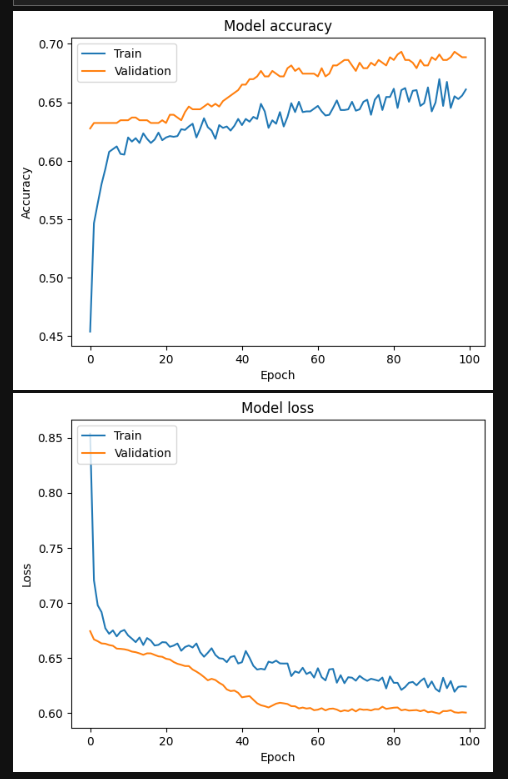 Model accuracy
0.70
0.65
0.60
0.55
0.50
0.45
Accuracy
Train
Validation
0 20 40 60 80 100
Epoch
Model loss
0.85
0.80
0.75
0.70
0.65
0.60
Loss
Train
Validation
0 20 40 60 80 100
Epoch